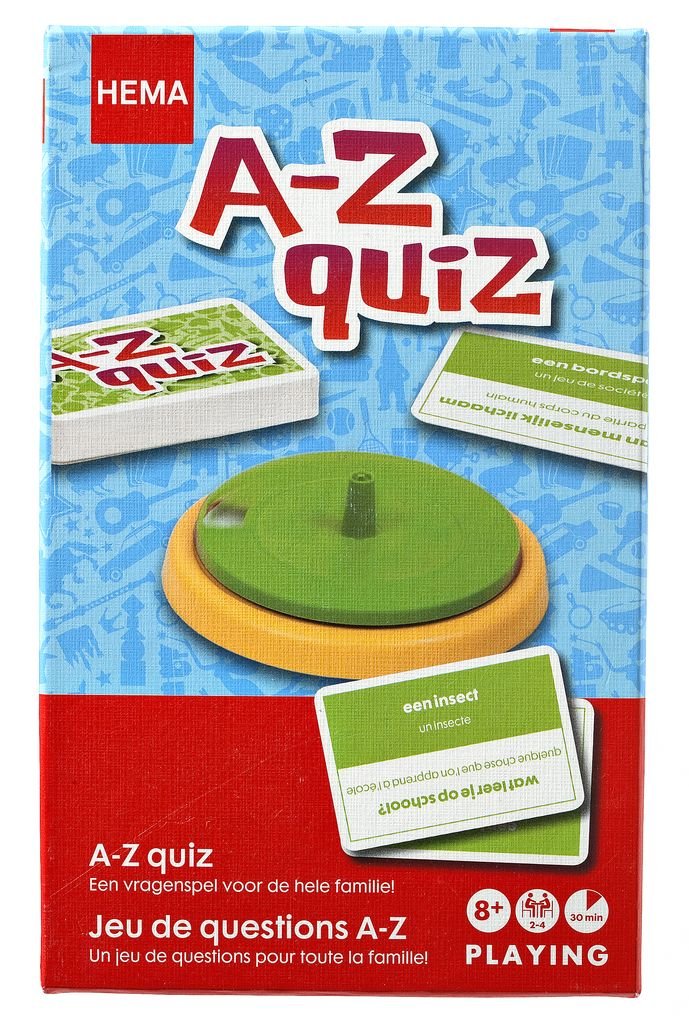 HEMA
A-Z
quiz
A-Z
quiz
een bordspe
un jeu de société
partie du corps humain
an menselijk lichaam
een insect
un insecte
quelque chose que l'on apprend à l'école
wat leer je op school?
A-Z quiz
Een vragenspel voor de hele familie!
Jeu de questions A-Z
Un jeu de questions pour toute la famille!
8+
2-4
30 min
PLAYING